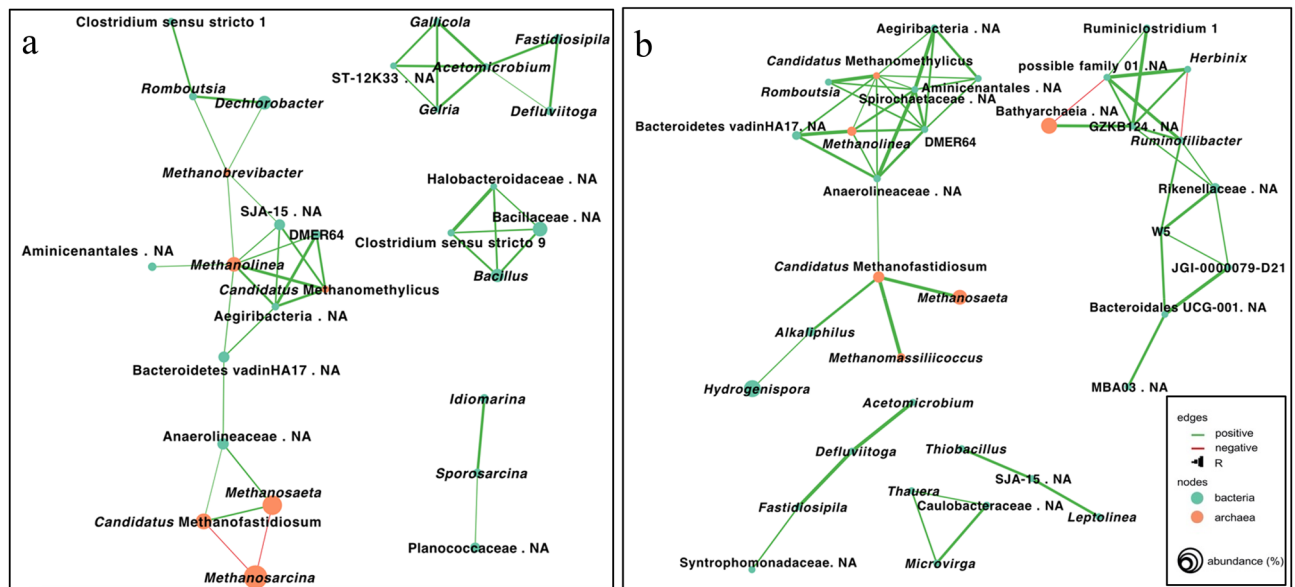 a
Clostridium sensu stricto 1
Gallicola
Fastidiosipila
ST-12K33 . NA
Acetomicrobium
Romboutsia
Dechlorobacter
Gelria
Defluviitoga
Methanobrevibacter
Halobacteroidaceae . NA
SJA-15 . NA
Bacillaceae . NA
DMER64
Clostridium sensu stricto 9
Aminicenantales . NA
Methanolinea
Bacillus
Candidatus Methanomethylicus
Aegiribacteria . NA
Bacteroidetes vadinHA17 . NA
Idiomarina
Anaerolineaceae . NA
Sporosarcina
Methanosaeta
Candidatus Methanofastidiosum
Planococcaceae . NA
Methanosarcina
b
Aegiribacteria . NA
Ruminiclostridium 1
Candidatus Methanomethylicus
possible family 01 .NA
Herbinix
Romboutsia
Aminicenantales . NA
Spirochaetaceae . NA
Bathyarchaeia . NA
Bacteroidetes vadinHA17. NA
GZKB124 . NA
Methanolinea
DMER64
Ruminofilibacter
Anaerolineaceae . NA
Rikenellaceae . NA
W5
Candidatus Methanofastidiosum
JGI-0000079-D21
Methanosaeta
Bacteroidales UCG-001. NA
Alkaliphilus
Methanomassiliicoccus
Hydrogenispora
MBA03 . NA
Acetomicrobium
Defluviitoga
Thiobacillus
SJA-15 . NA
Thauera
Fastidiosipila
Caulobacteraceae . NA
Leptolinea
Syntrophomonadaceae. NA
Microvirga
edges
positive
negative
R
nodes
bacteria
archaea
abundance (%)